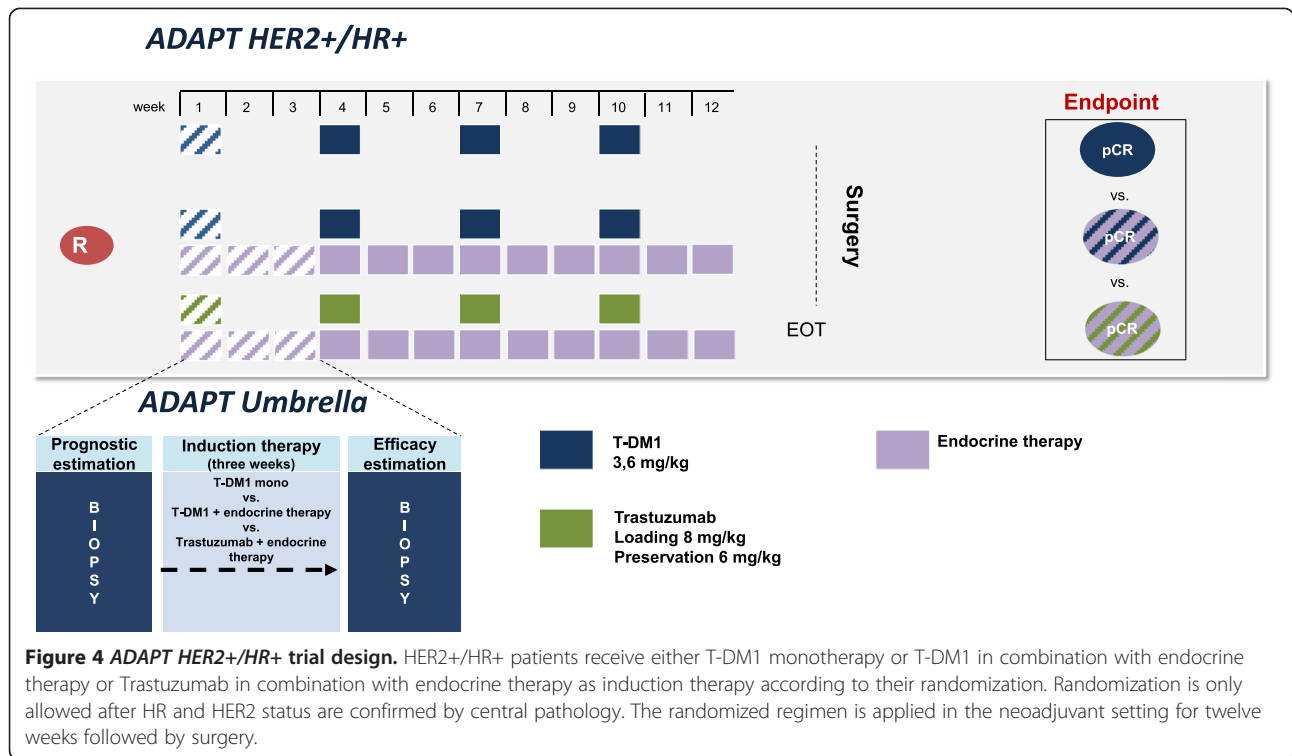 ADAPT HER2+/HR+
week 1 2 3 4 5 6 7 8 9 10 11 12
Endpoint
pCR
vs.
R
pCR
vs.
pCR
Surgery
EOT
ADAPT Umbrella
Prognostic estimation
Induction therapy (three weeks)
Efficacy estimation
BIOPSY
T-DM1 mono
vs.
T-DM1 + endocrine therapy
vs.
Trastuzumab + endocrine
therapy
BIOPSY
T-DM1
3,6 mg/kg
Endocrine therapy
Trastuzumab
Loading 8 mg/kg
Preservation 6 mg/kg
Figure 4 ADAPT HER2+/HR+ trial design. HER2+/HR+ patients receive either T-DM1 monotherapy or T-DM1 in combination with endocrine
therapy or Trastuzumab in combination with endocrine therapy as induction therapy according to their randomization. Randomization is only
allowed after HR and HER2 status are confirmed by central pathology. The randomized regimen is applied in the neoadjuvant setting for twelve
weeks followed by surgery.